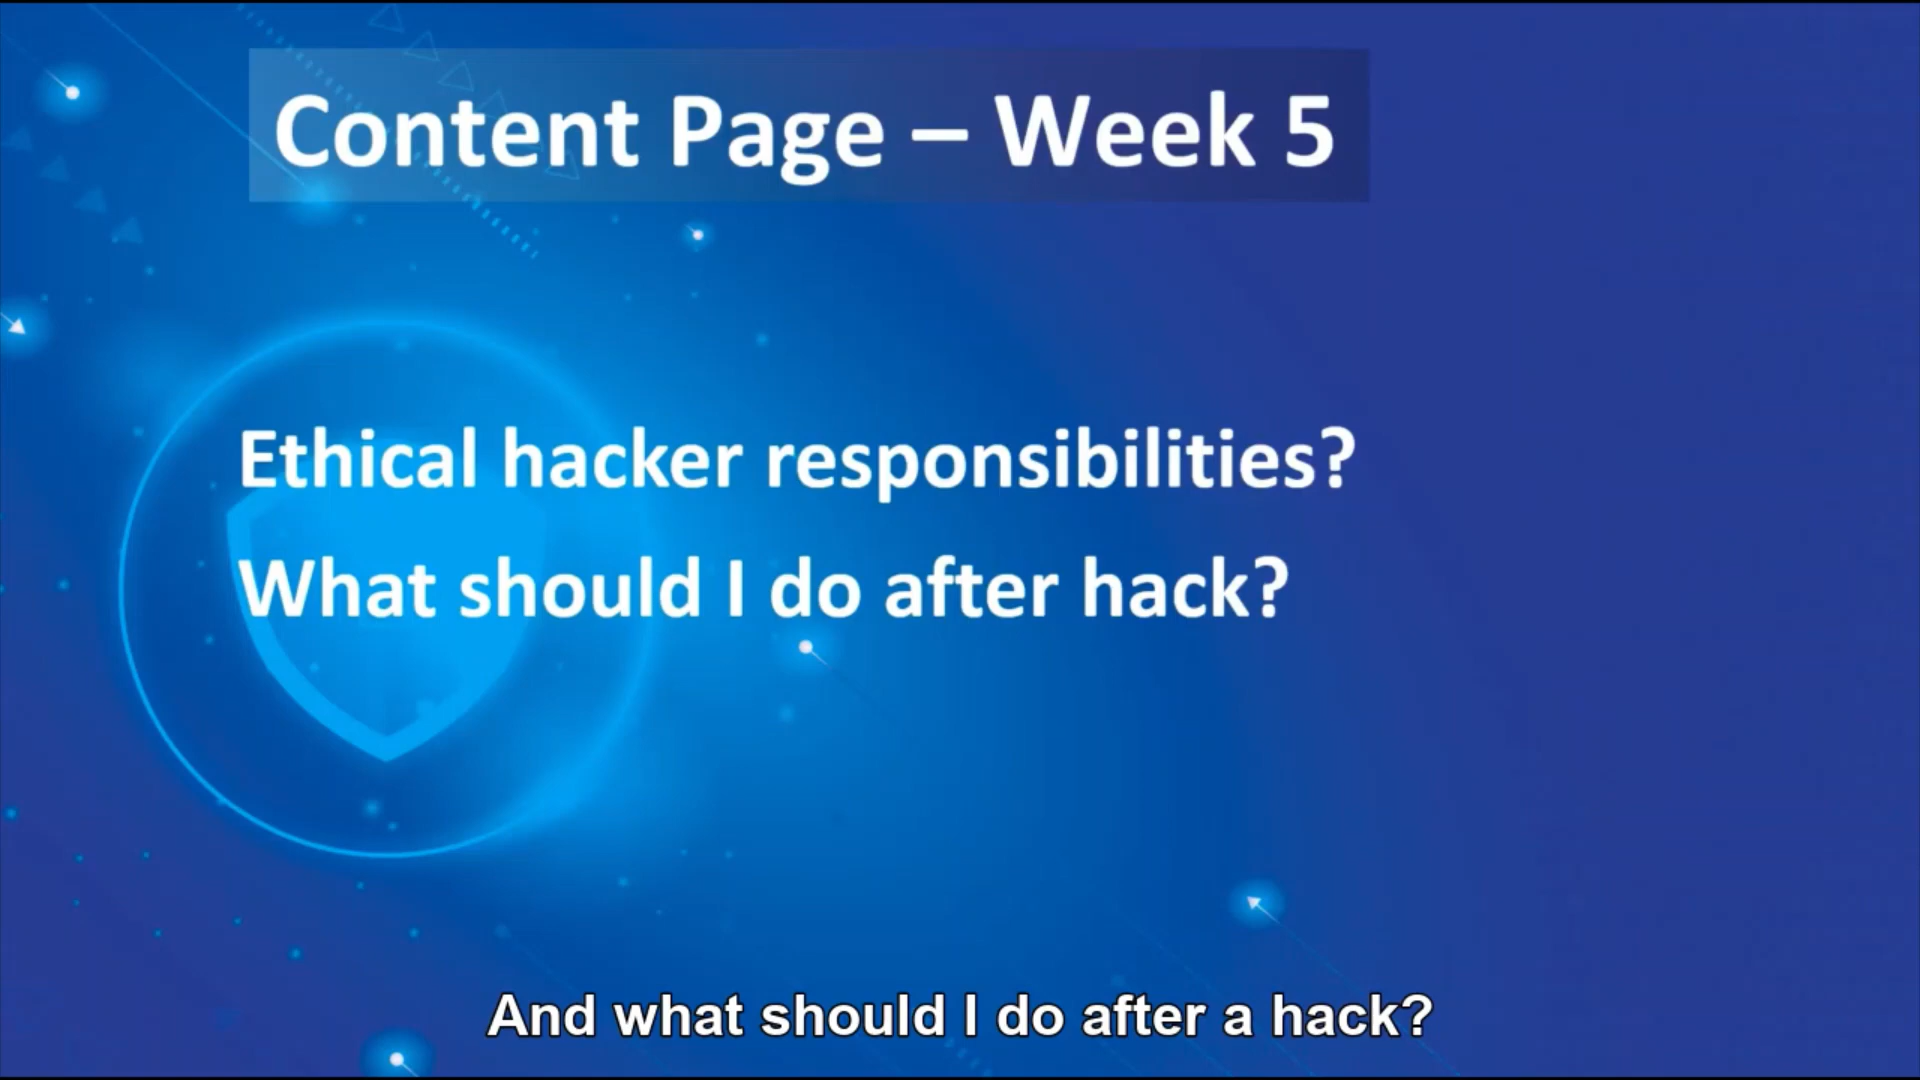 Content Page – Week 5
Ethical hacker responsibilities?
What should I do after hack?
And what should I do after a hack?